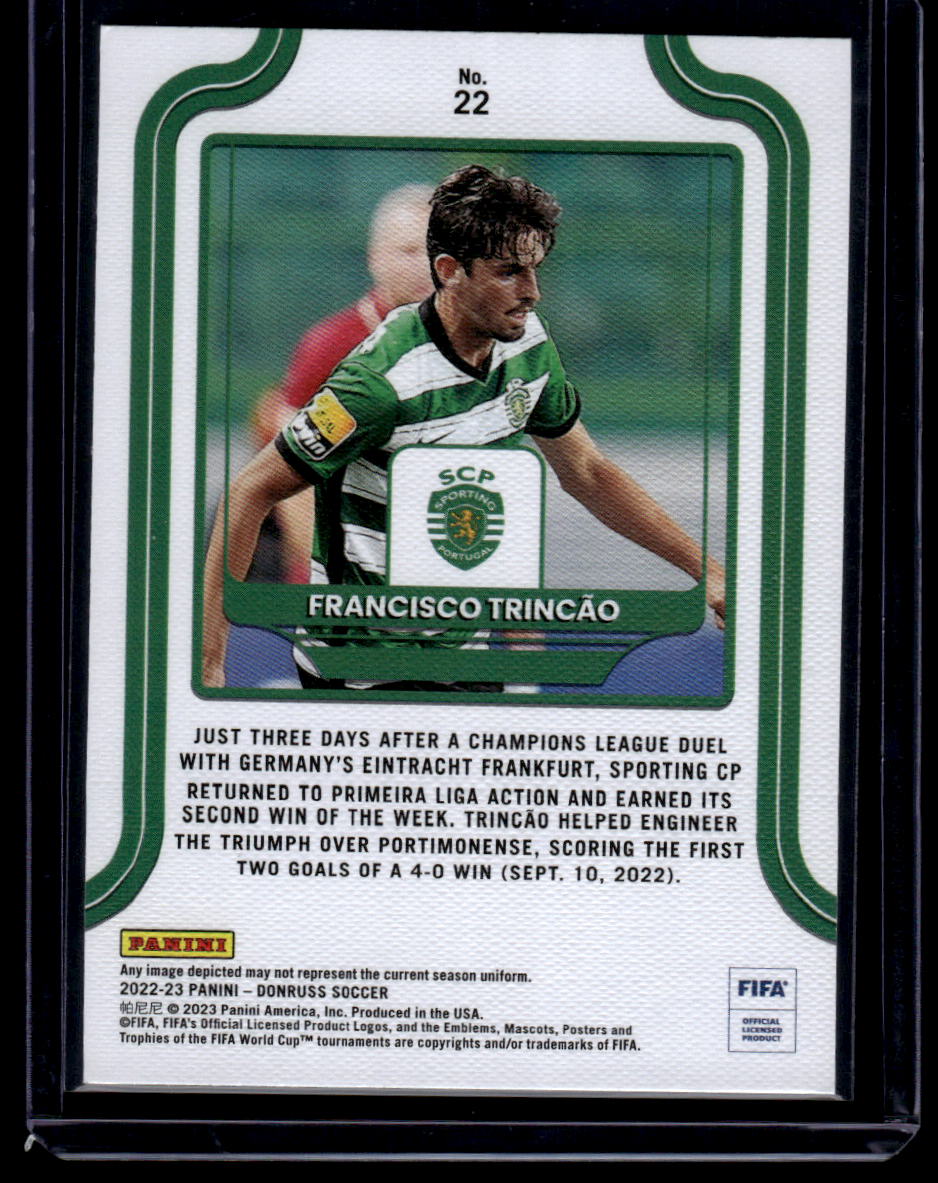 No.
22
SCP
SPORTING
PORTUGAL
FRANCISCO TRINCÃO
JUST THREE DAYS AFTER A CHAMPIONS LEAGUE DUEL
WITH GERMANY'S EINTRACHT FRANKFURT, SPORTING CP
RETURNED TO PRIMEIRA LIGA ACTION AND EARNED ITS
SECOND WIN OF THE WEEK. TRINCÃO HELPED ENGINEER
THE TRIUMPH OVER PORTIMONENSE, SCORING THE FIRST
TWO GOALS OF A 4-0 WIN (SEPT. 10, 2022).
PANINI
Any image depicted may not represent the current season uniform.
2022-23 PANINI – DONRUSS SOCCER
帕尼尼 © 2023 Panini America, Inc. Produced in the USA.
©FIFA, FIFA's Official Licensed Product Logos, and the Emblems, Mascots, Posters and
Trophies of the FIFA World Cup™ tournaments are copyrights and/or trademarks of FIFA.
FIFA®
OFFICIAL
LICENSED
PRODUCT